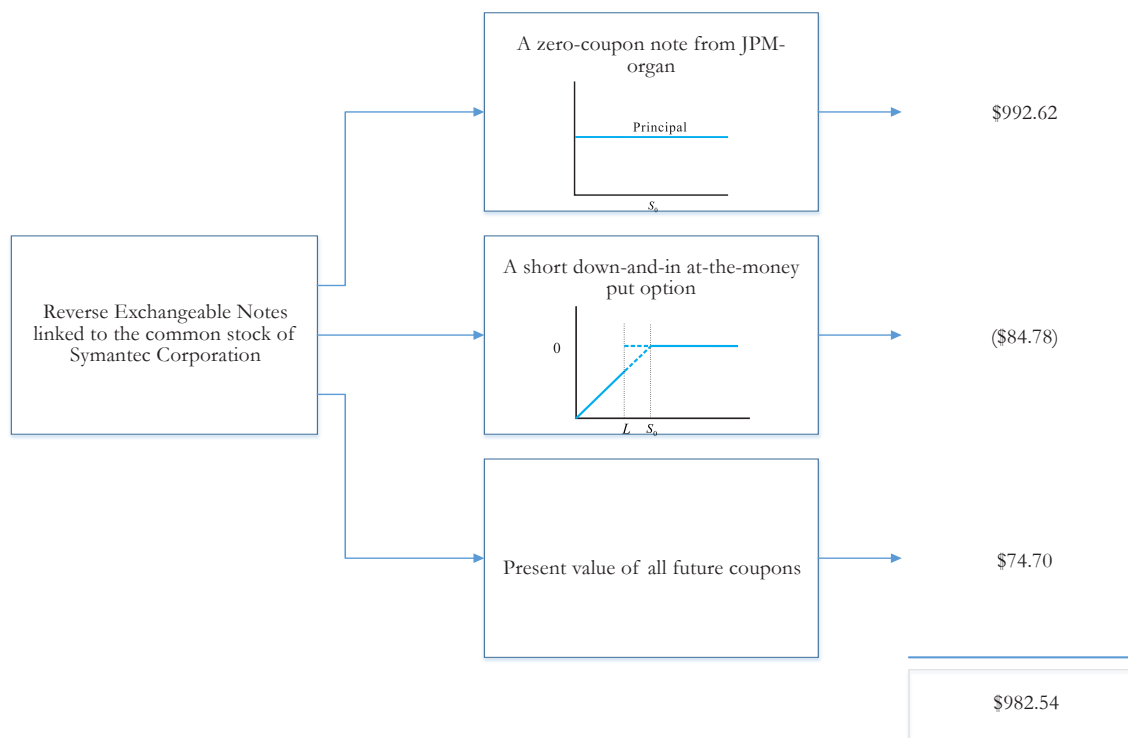 A zero-coupon note from JPM-
organ
Principal
S₀
$992.62
Reverse Exchangeable Notes
linked to the common stock of
Symantec Corporation
A short down-and-in at-the-money
put option
0
L S₀
($84.78)
Present value of all future coupons
$74.70
$982.54